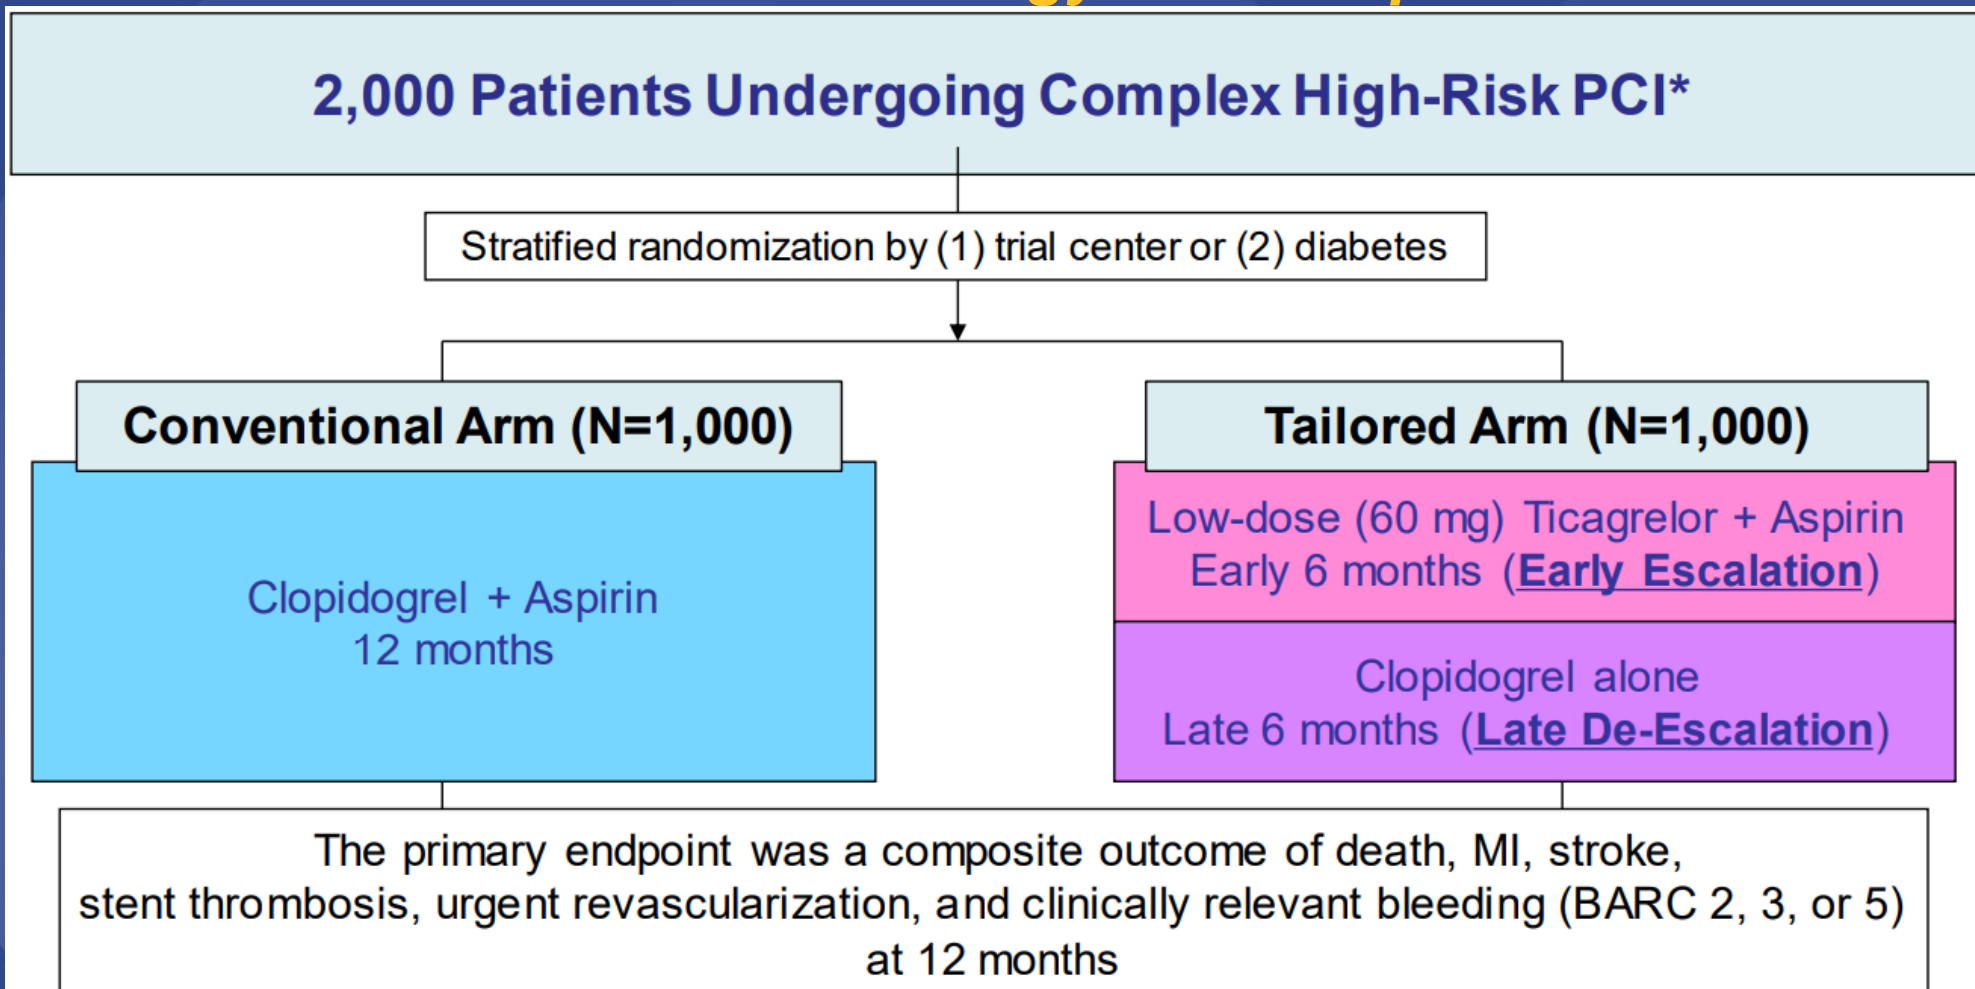 2,000 Patients Undergoing Complex High-Risk PCI*
Stratified randomization by (1) trial center or (2) diabetes
Conventional Arm (N=1,000)
Clopidogrel + Aspirin
12 months
Tailored Arm (N=1,000)
Low-dose (60 mg) Ticagrelor + Aspirin
Early 6 months (Early Escalation)
Clopidogrel alone
Late 6 months (Late De-Escalation)
The primary endpoint was a composite outcome of death, MI, stroke,
stent thrombosis, urgent revascularization, and clinically relevant bleeding (BARC 2, 3, or 5)
at 12 months